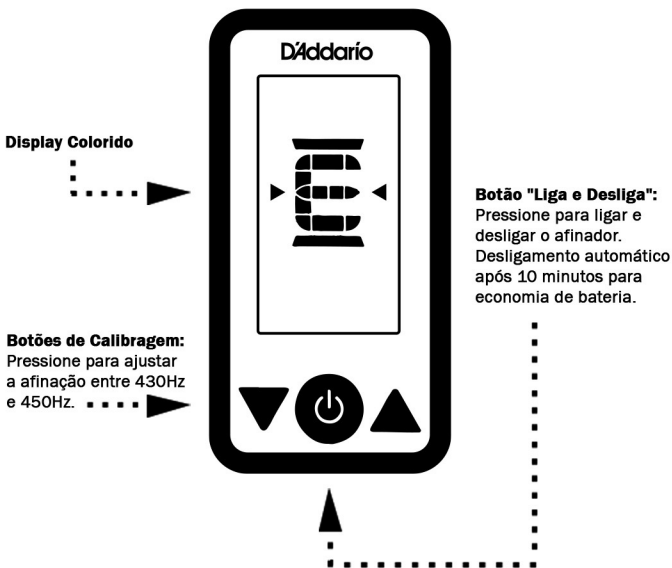 D'Addario
E
Display Colorido
Botão "Liga e Desliga":
Pressione para ligar e
desligar o afinador.
Desligamento automático
após 10 minutos para
economia de bateria.
Botões de Calibragem:
Pressione para ajustar
a afinação entre 430Hz
e 450Hz.